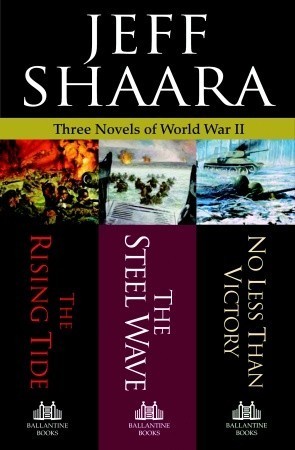 JEFF
SHAARA
Three Novels of World War II
THE
RISING TIDE
THE
STEEL WAVE
NO LESS THAN
VICTORY
BALLANTINE
BOOKS
BALLANTINE
BOOKS
BALLANTINE
BOOKS